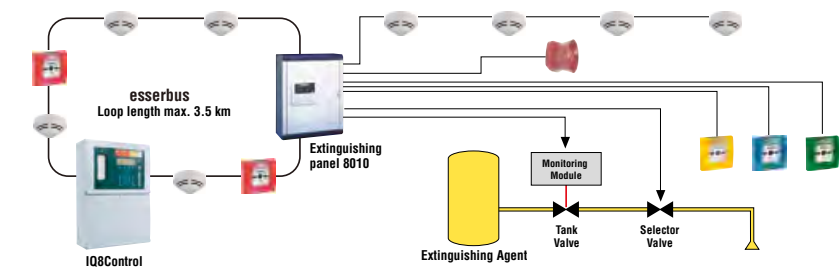 esserbus
Loop length max. 3.5 km
Extinguishing
panel 8010
Monitoring
Module
Tank
Valve
Selector
Valve
Extinguishing Agent
IQ8Control